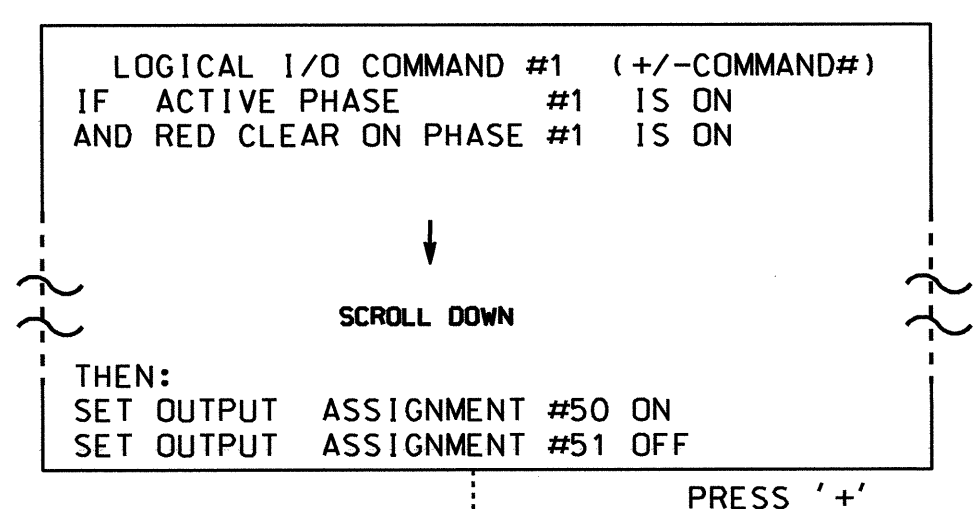 LOGICAL I/O COMMAND #1 (+/-COMMAND#)
IF ACTIVE PHASE #1 IS ON
AND RED CLEAR ON PHASE #1 IS ON
SCROLL DOWN
THEN:
SET OUTPUT ASSIGNMENT #50 ON
SET OUTPUT ASSIGNMENT #51 OFF
PRESS '+'